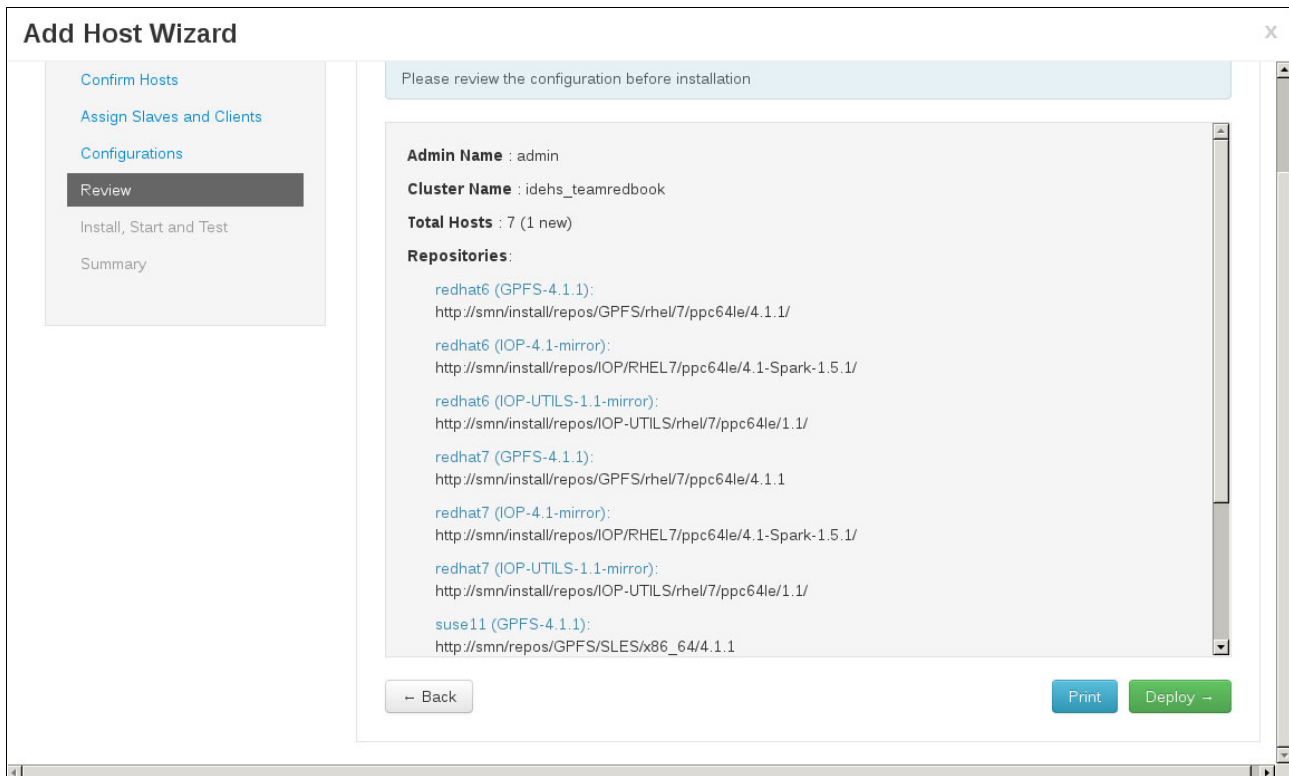 Add Host Wizard
X
Confirm Hosts
Assign Slaves and Clients
Configurations
Review
Install, Start and Test
Summary
Please review the configuration before installation
Admin Name : admin
Cluster Name : idehs_teamredbook
Total Hosts : 7 (1 new)
Repositories:
redhat6 (GPFS-4.1.1):
http://smn/install/repos/GPFS/rhel/7/ppc64le/4.1.1/
redhat6 (IOP-4.1-mirror):
http://smn/install/repos/IOP/RHEL7/ppc64le/4.1-Spark-1.5.1/
redhat6 (IOP-UTILS-1.1-mirror):
http://smn/install/repos/IOP-UTILS/rhel/7/ppc64le/1.1/
redhat7 (GPFS-4.1.1):
http://smn/install/repos/GPFS/rhel/7/ppc64le/4.1.1
redhat7 (IOP-4.1-mirror):
http://smn/install/repos/IOP/RHEL7/ppc64le/4.1-Spark-1.5.1/
redhat7 (IOP-UTILS-1.1-mirror):
http://smn/install/repos/IOP-UTILS/rhel/7/ppc64le/1.1/
suse11 (GPFS-4.1.1):
http://smn/repos/GPFS/SLES/x86_64/4.1.1
← Back
Print
Deploy →